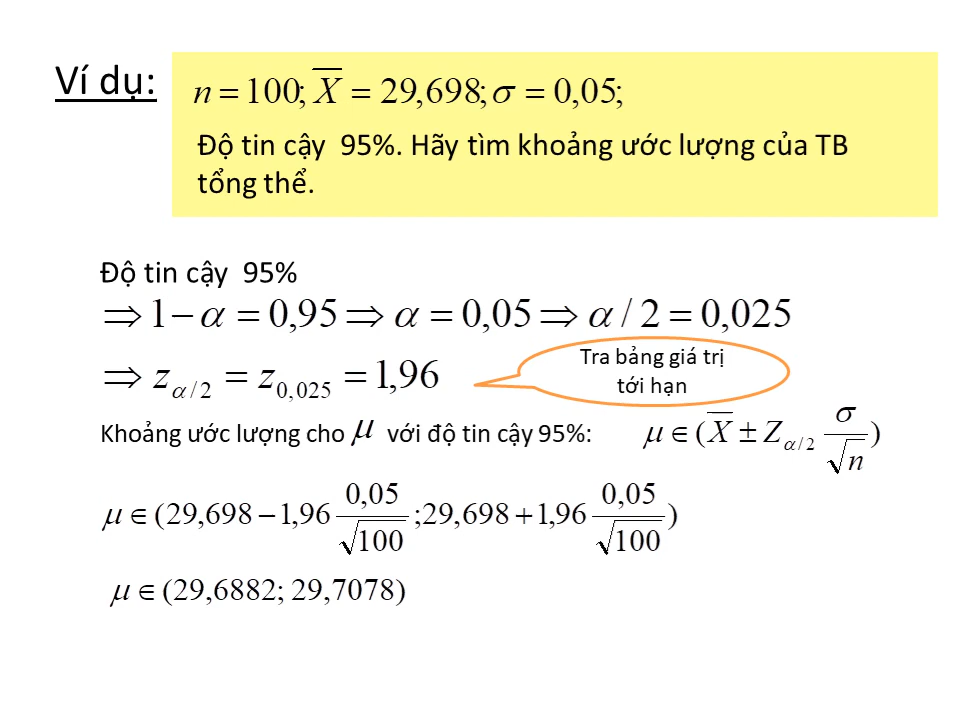 Ví dụ:
n = 100; X̅ = 29,698; σ = 0,05;
Độ tin cậy 95%. Hãy tìm khoảng ước lượng của TB
tổng thể.
Độ tin cậy 95%
⇒ 1 − α = 0,95 ⇒ α = 0,05 ⇒ α / 2 = 0,025
⇒ z_{α/2} = z_{0,025} = 1,96
Tra bảng giá trị
tới hạn
Khoảng ước lượng cho μ với độ tin cậy 95%: μ ∈ (X̅ ± Z_{α/2} σ/√n)
μ ∈ (29,698 − 1,96 0,05/√100 ; 29,698 + 1,96 0,05/√100)
μ ∈ (29,6882; 29,7078)